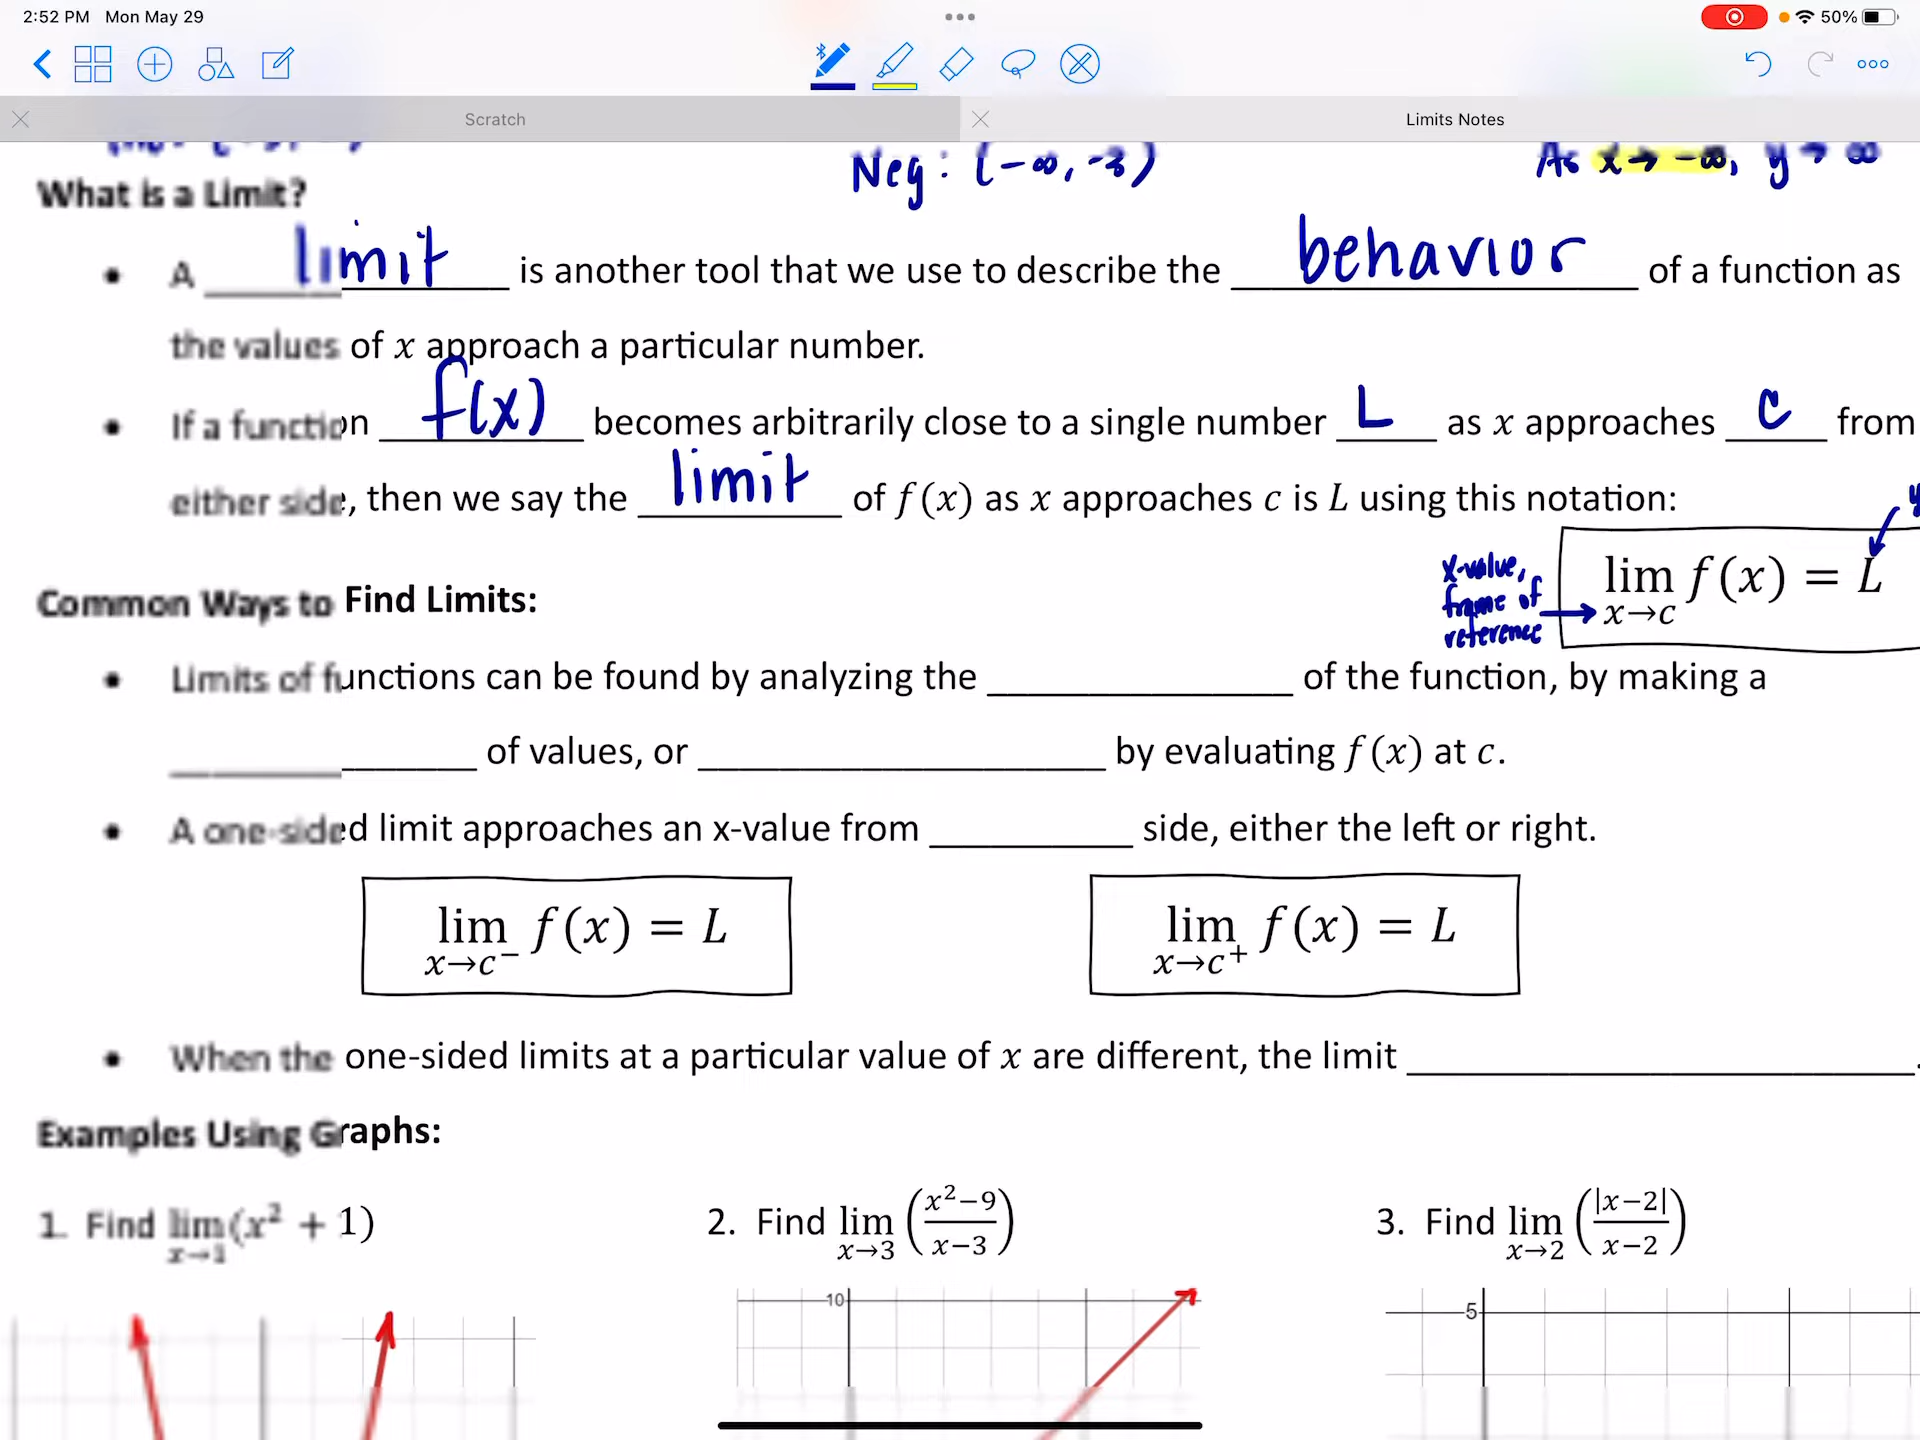 2:52 PM Mon May 29
50%
Scratch
Limits Notes
Neg: (-∞, -3)
As x → -∞, y → ∞
What is a Limit?
• A limit is another tool that we use to describe the behavior of a function as
the values of x approach a particular number.
• If a function f(x) becomes arbitrarily close to a single number L as x approaches c from
either side, then we say the limit of f(x) as x approaches c is L using this notation:
x-value, frame of reference
lim x→c f(x) = L
Common Ways to Find Limits:
• Limits of functions can be found by analyzing the ______ of the function, by making a
______ of values, or ______ by evaluating f(x) at c.
• A one-sided limit approaches an x-value from ______ side, either the left or right.
lim x→c⁻ f(x) = L
lim x→c⁺ f(x) = L
• When the one-sided limits at a particular value of x are different, the limit ______.
Examples Using Graphs:
1. Find lim x→1 (x² + 1)
2. Find lim x→3 ((x²−9)/(x−3))
3. Find lim x→2 (|x−2|/(x−2))
10
5